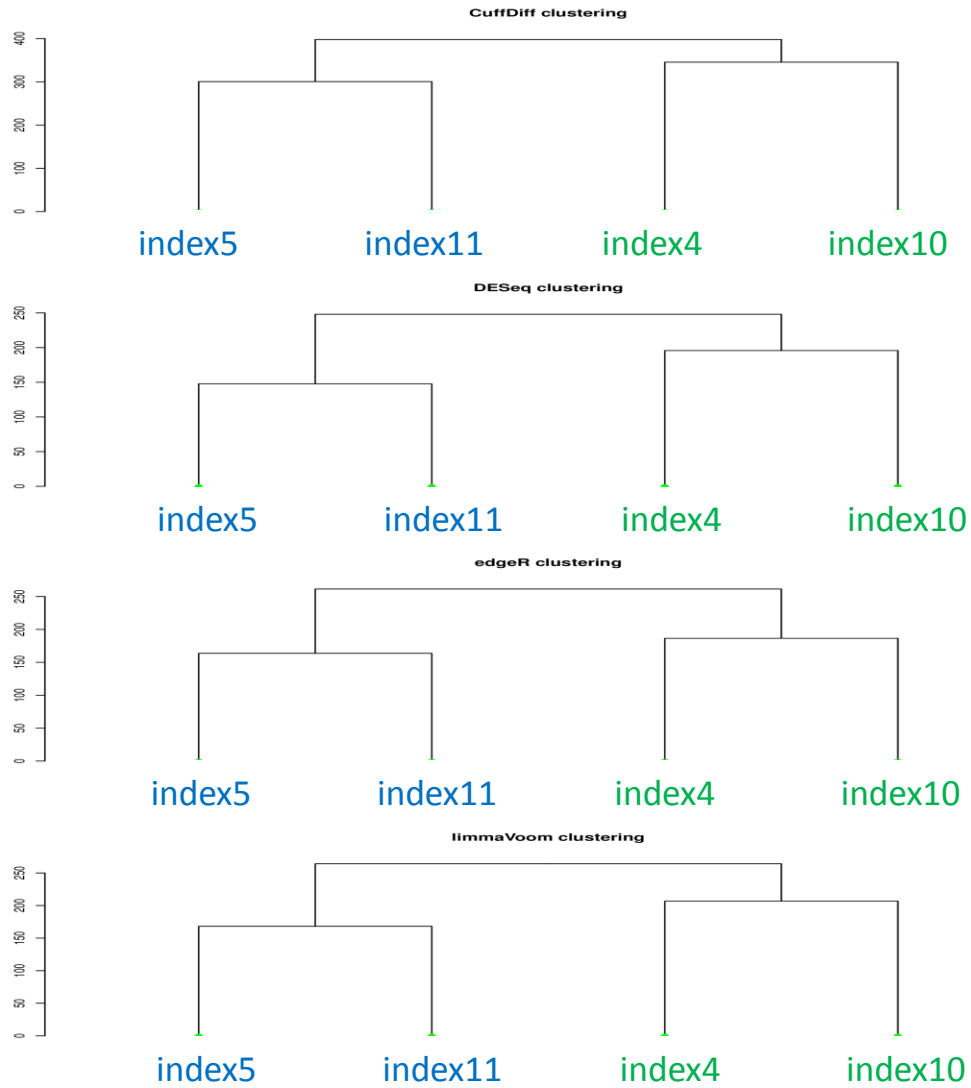 CuffDiff clustering
400
300
200
100
0
index5 index11 index4 index10
DESeq clustering
250
200
150
100
50
0
index5 index11 index4 index10
edgeR clustering
250
200
150
100
50
0
index5 index11 index4 index10
limmaVoom clustering
250
200
150
100
50
0
index5 index11 index4 index10